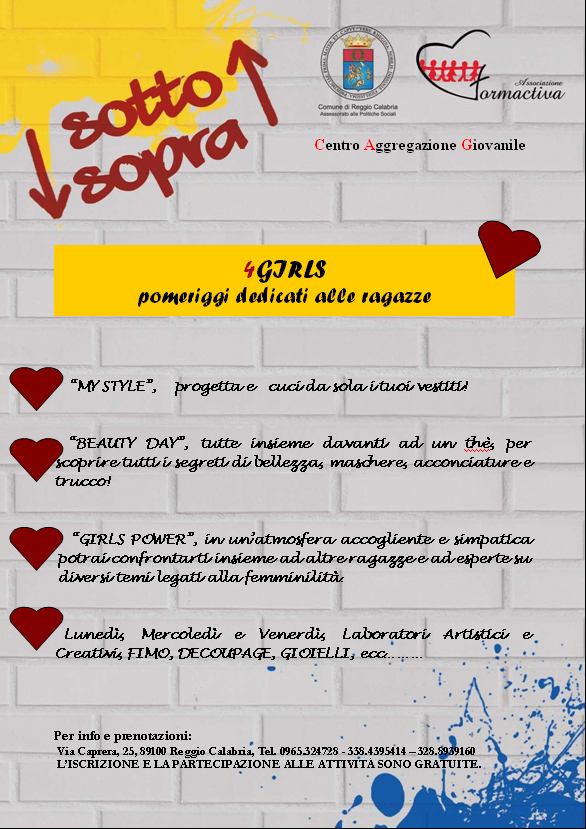 sotto
sopra
Comune di Reggio Calabria
Assessorato alle Politiche Sociali
Associazione
Formactiva
Centro Aggregazione Giovanile
4GIRLS
pomeriggi dedicati alle ragazze
"MY STYLE", progetta e cuci da sola i tuoi vestiti!
"BEAUTY DAY", tutte insieme davanti ad un thè, per
scoprire tutti i segreti di bellezza, maschere, acconciature e
trucco!
"GIRLS POWER", in un'atmosfera accogliente e simpatica
potrai confrontarti insieme ad altre ragazze e ad esperte su
diversi temi legati alla femminilità.
Lunedì, Mercoledì e Venerdì, Laboratori Artistici e
Creativi, FIMO, DECOUPAGE, GIOIELLI, ecc........
Per info e prenotazioni:
Via Caprera, 25, 89100 Reggio Calabria, Tel. 0965.324728 - 338.4395414 – 328.8939160
L'ISCRIZIONE E LA PARTECIPAZIONE ALLE ATTIVITÀ SONO GRATUITE.